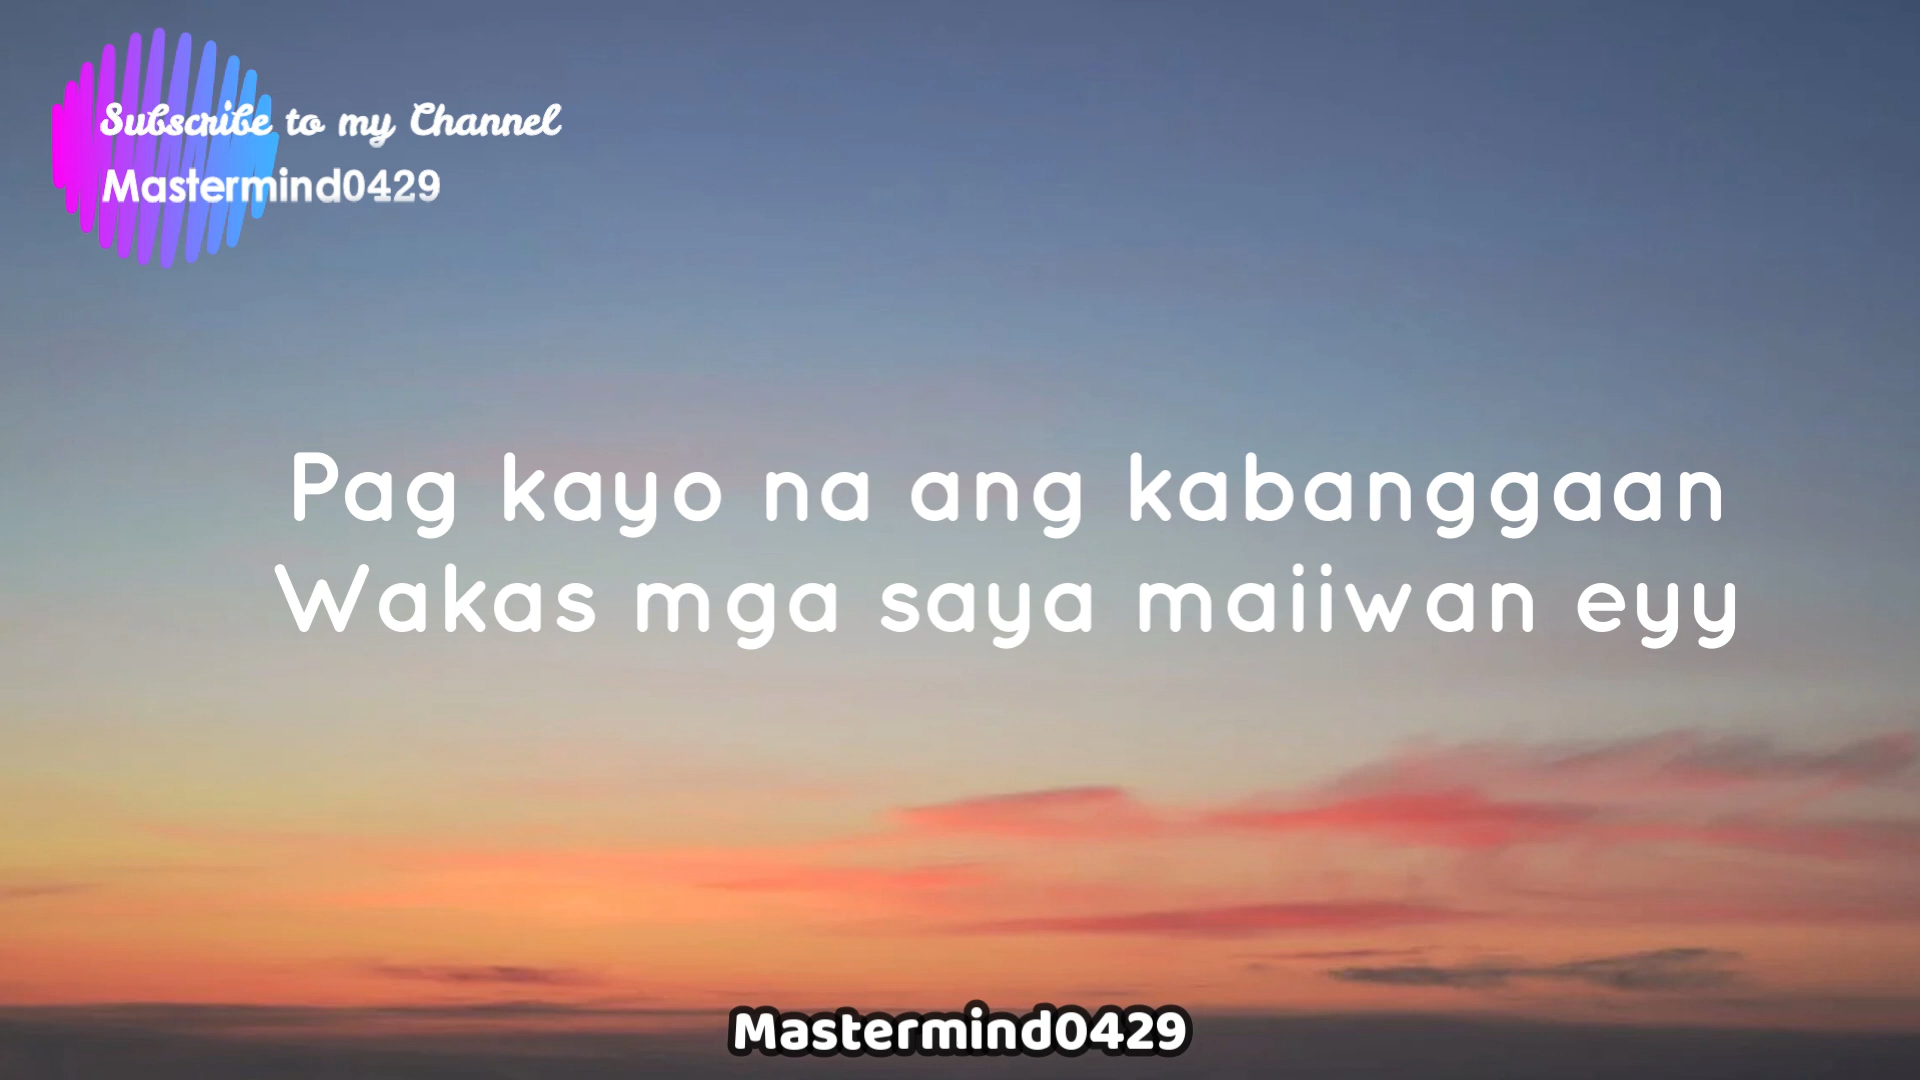 Subscribe to my Channel
Mastermind0429
Pag kayo na ang kabanggaan
Wakas mga saya maiiwan eyy
Mastermind0429